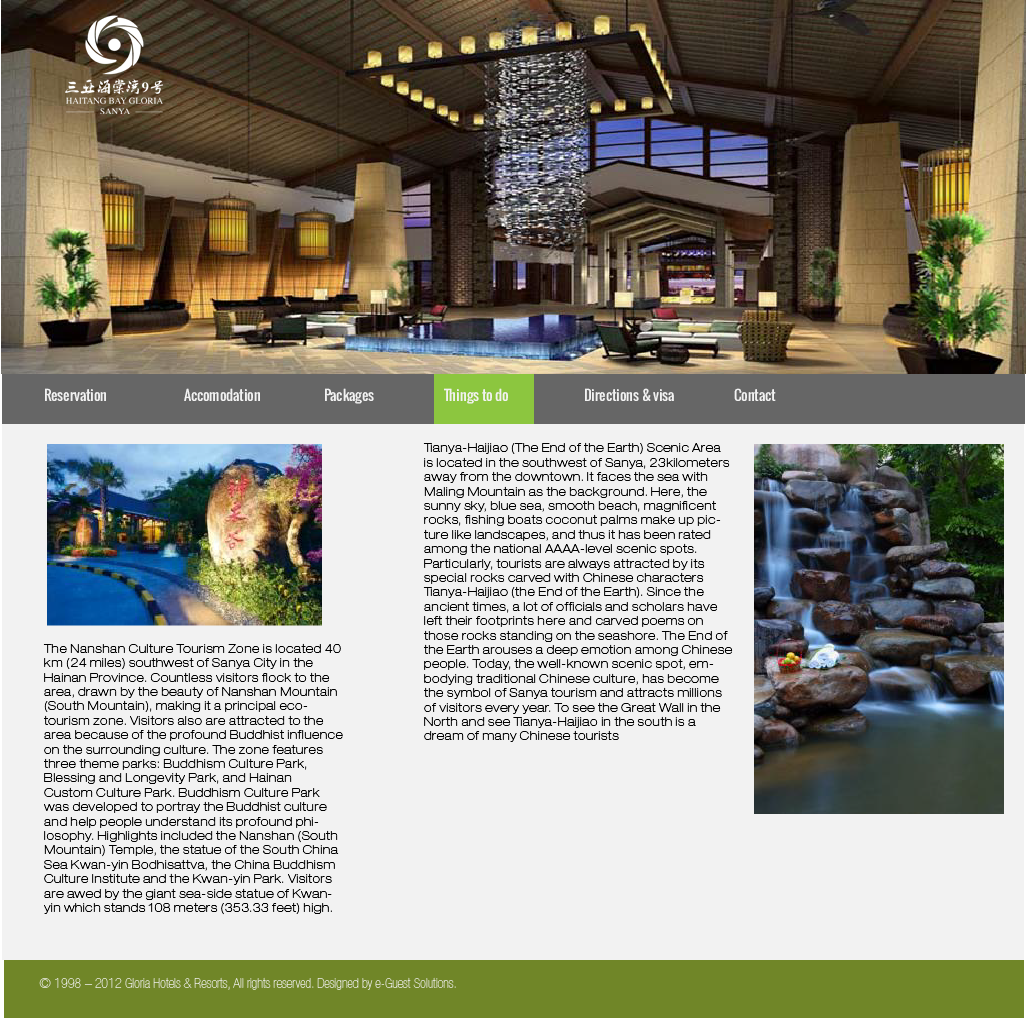 三亚海棠湾9号
HAITANG BAY GLORIA
SANYA
Reservation
Accomodation
Packages
Things to do
Directions & visa
Contact
The Nanshan Culture Tourism Zone is located 40
km (24 miles) southwest of Sanya City in the
Hainan Province. Countless visitors flock to the
area, drawn by the beauty of Nanshan Mountain
(South Mountain), making it a principal eco-
tourism zone. Visitors also are attracted to the
area because of the profound Buddhist influence
on the surrounding culture. The zone features
three theme parks: Buddhism Culture Park,
Blessing and Longevity Park, and Hainan
Custom Culture Park. Buddhism Culture Park
was developed to portray the Buddhist culture
and help people understand its profound phi-
losophy. Highlights included the Nanshan (South
Mountain) Temple, the statue of the South China
Sea Kwan-yin Bodhisattva, the China Buddhism
Culture Institute and the Kwan-yin Park. Visitors
are awed by the giant sea-side statue of Kwan-
yin which stands 108 meters (353.33 feet) high.
Tianya-Haijiao (The End of the Earth) Scenic Area
is located in the southwest of Sanya, 23kilometers
away from the downtown. It faces the sea with
Maling Mountain as the background. Here, the
sunny sky, blue sea, smooth beach, magnificent
rocks, fishing boats coconut palms make up pic-
ture like landscapes, and thus it has been rated
among the national AAAA-level scenic spots.
Particularly, tourists are always attracted by its
special rocks carved with Chinese characters
Tianya-Haijiao (the End of the Earth). Since the
ancient times, a lot of officials and scholars have
left their footprints here and carved poems on
those rocks standing on the seashore. The End of
the Earth arouses a deep emotion among Chinese
people. Today, the well-known scenic spot, em-
bodying traditional Chinese culture, has become
the symbol of Sanya tourism and attracts millions
of visitors every year. To see the Great Wall in the
North and see Tianya-Haijiao in the south is a
dream of many Chinese tourists
© 1998 – 2012 Gloria Hotels & Resorts, All rights reserved. Designed by e-Guest Solutions.